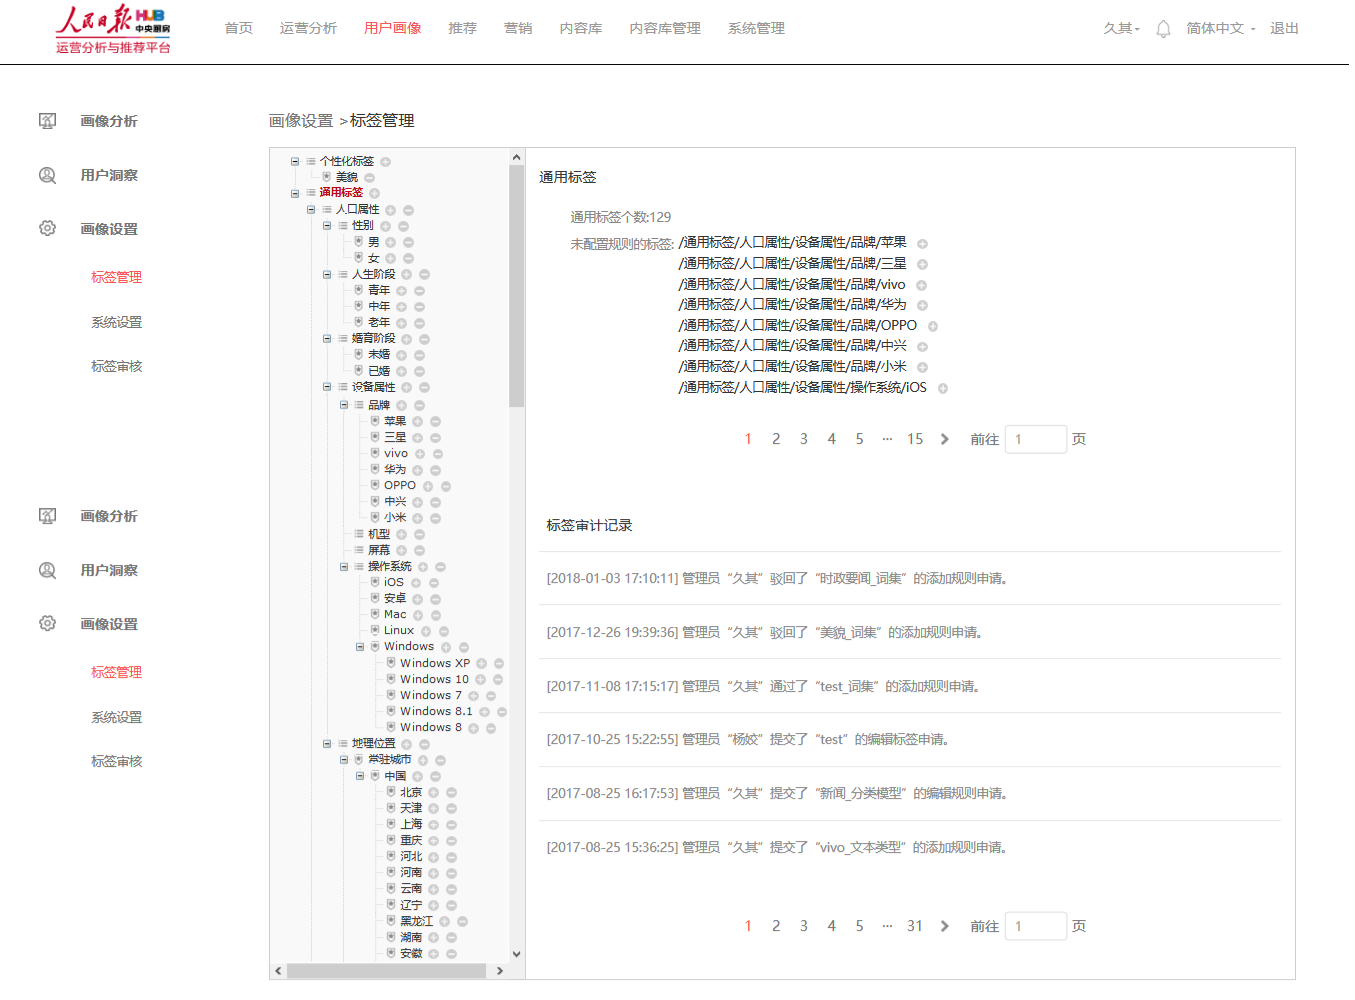 人民日报 HUB 中央厨房
运营分析与推荐平台
首页 运营分析 用户画像 推荐 营销 内容库 内容库管理 系统管理 久其 简体中文 退出
画像分析
用户洞察
画像设置
标签管理
系统设置
标签审核
画像分析
用户洞察
画像设置
标签管理
系统设置
标签审核
画像设置 >标签管理
个性化标签
美貌
通用标签
人口属性
性别
男
女
人生阶段
青年
中年
老年
婚育阶段
未婚
已婚
设备属性
品牌
苹果
三星
vivo
华为
OPPO
中兴
小米
机型
屏幕
操作系统
iOS
安卓
Mac
Linux
Windows
Windows XP
Windows 10
Windows 7
Windows 8.1
Windows 8
地理位置
常驻城市
中国
北京
天津
上海
重庆
河北
河南
云南
辽宁
黑龙江
湖南
安徽
通用标签
通用标签个数:129
未配置规则的标签: /通用标签/人口属性/设备属性/品牌/苹果
/通用标签/人口属性/设备属性/品牌/三星
/通用标签/人口属性/设备属性/品牌/vivo
/通用标签/人口属性/设备属性/品牌/华为
/通用标签/人口属性/设备属性/品牌/OPPO
/通用标签/人口属性/设备属性/品牌/中兴
/通用标签/人口属性/设备属性/品牌/小米
/通用标签/人口属性/设备属性/操作系统/iOS
1 2 3 4 5 ··· 15 前往 1 页
标签审计记录
[2018-01-03 17:10:11] 管理员“久其”驳回了“时政要闻_词集”的添加规则申请。
[2017-12-26 19:39:36] 管理员“久其”驳回了“美貌_词集”的添加规则申请。
[2017-11-08 17:15:17] 管理员“久其”通过了“test_词集”的添加规则申请。
[2017-10-25 15:22:55] 管理员“杨姣”提交了“test”的编辑标签申请。
[2017-08-25 16:17:53] 管理员“久其”提交了“新闻_分类模型”的编辑规则申请。
[2017-08-25 15:36:25] 管理员“久其”提交了“vivo_文本类型”的添加规则申请。
1 2 3 4 5 ··· 31 前往 1 页